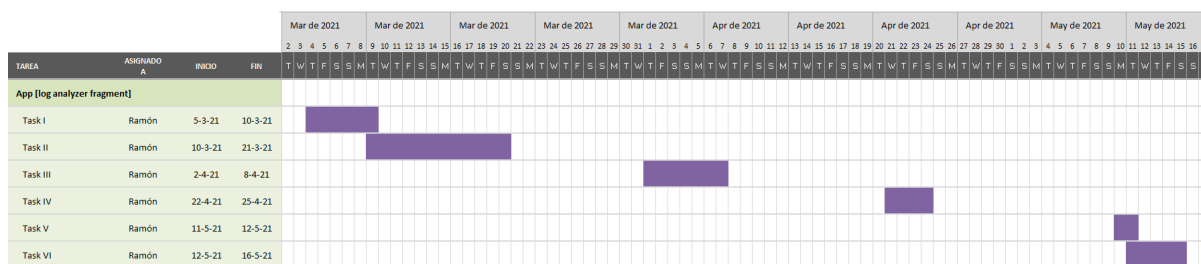 Mar de 2021 Mar de 2021 Mar de 2021 Mar de 2021 Mar de 2021 Apr de 2021 Apr de 2021 Apr de 2021 Apr de 2021 May de 2021 May de 2021
2 3 4 5 6 7 8 9 10 11 12 13 14 15 16 17 18 19 20 21 22 23 24 25 26 27 28 29 30 31 1 2 3 4 5 6 7 8 9 10 11 12 13 14 15 16 17 18 19 20 21 22 23 24 25 26 27 28 29 30 1 2 3 4 5 6 7 8 9 10 11 12 13 14 15 16
TAREA ASIGNADO A INICIO FIN T W T F S S M T W T F S S M T W T F S S M T W T F S S M T W T F S S M T W T F S S M T W T F S S M T W T F S S M T W T F S S M T W T F S S M T W T F S S
App [log analyzer fragment]
Task I Ramón 5-3-21 10-3-21
Task II Ramón 10-3-21 21-3-21
Task III Ramón 2-4-21 8-4-21
Task IV Ramón 22-4-21 25-4-21
Task V Ramón 11-5-21 12-5-21
Task VI Ramón 12-5-21 16-5-21